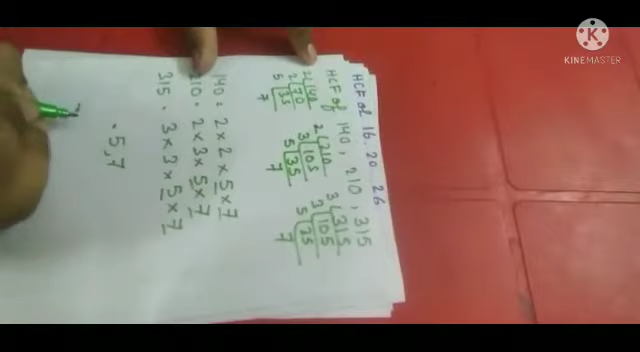 HCF of 16. 20. 26
HCF of 140, 210, 315
2 140 2 210 3 315
2 70 3 105 3 105
5 35 5 35 5 35
7 7 7
140 = 2 × 2 × 5 × 7
210 = 2 × 3 × 5 × 7
315 = 3 × 3 × 5 × 7
5, 7
KINEMASTER